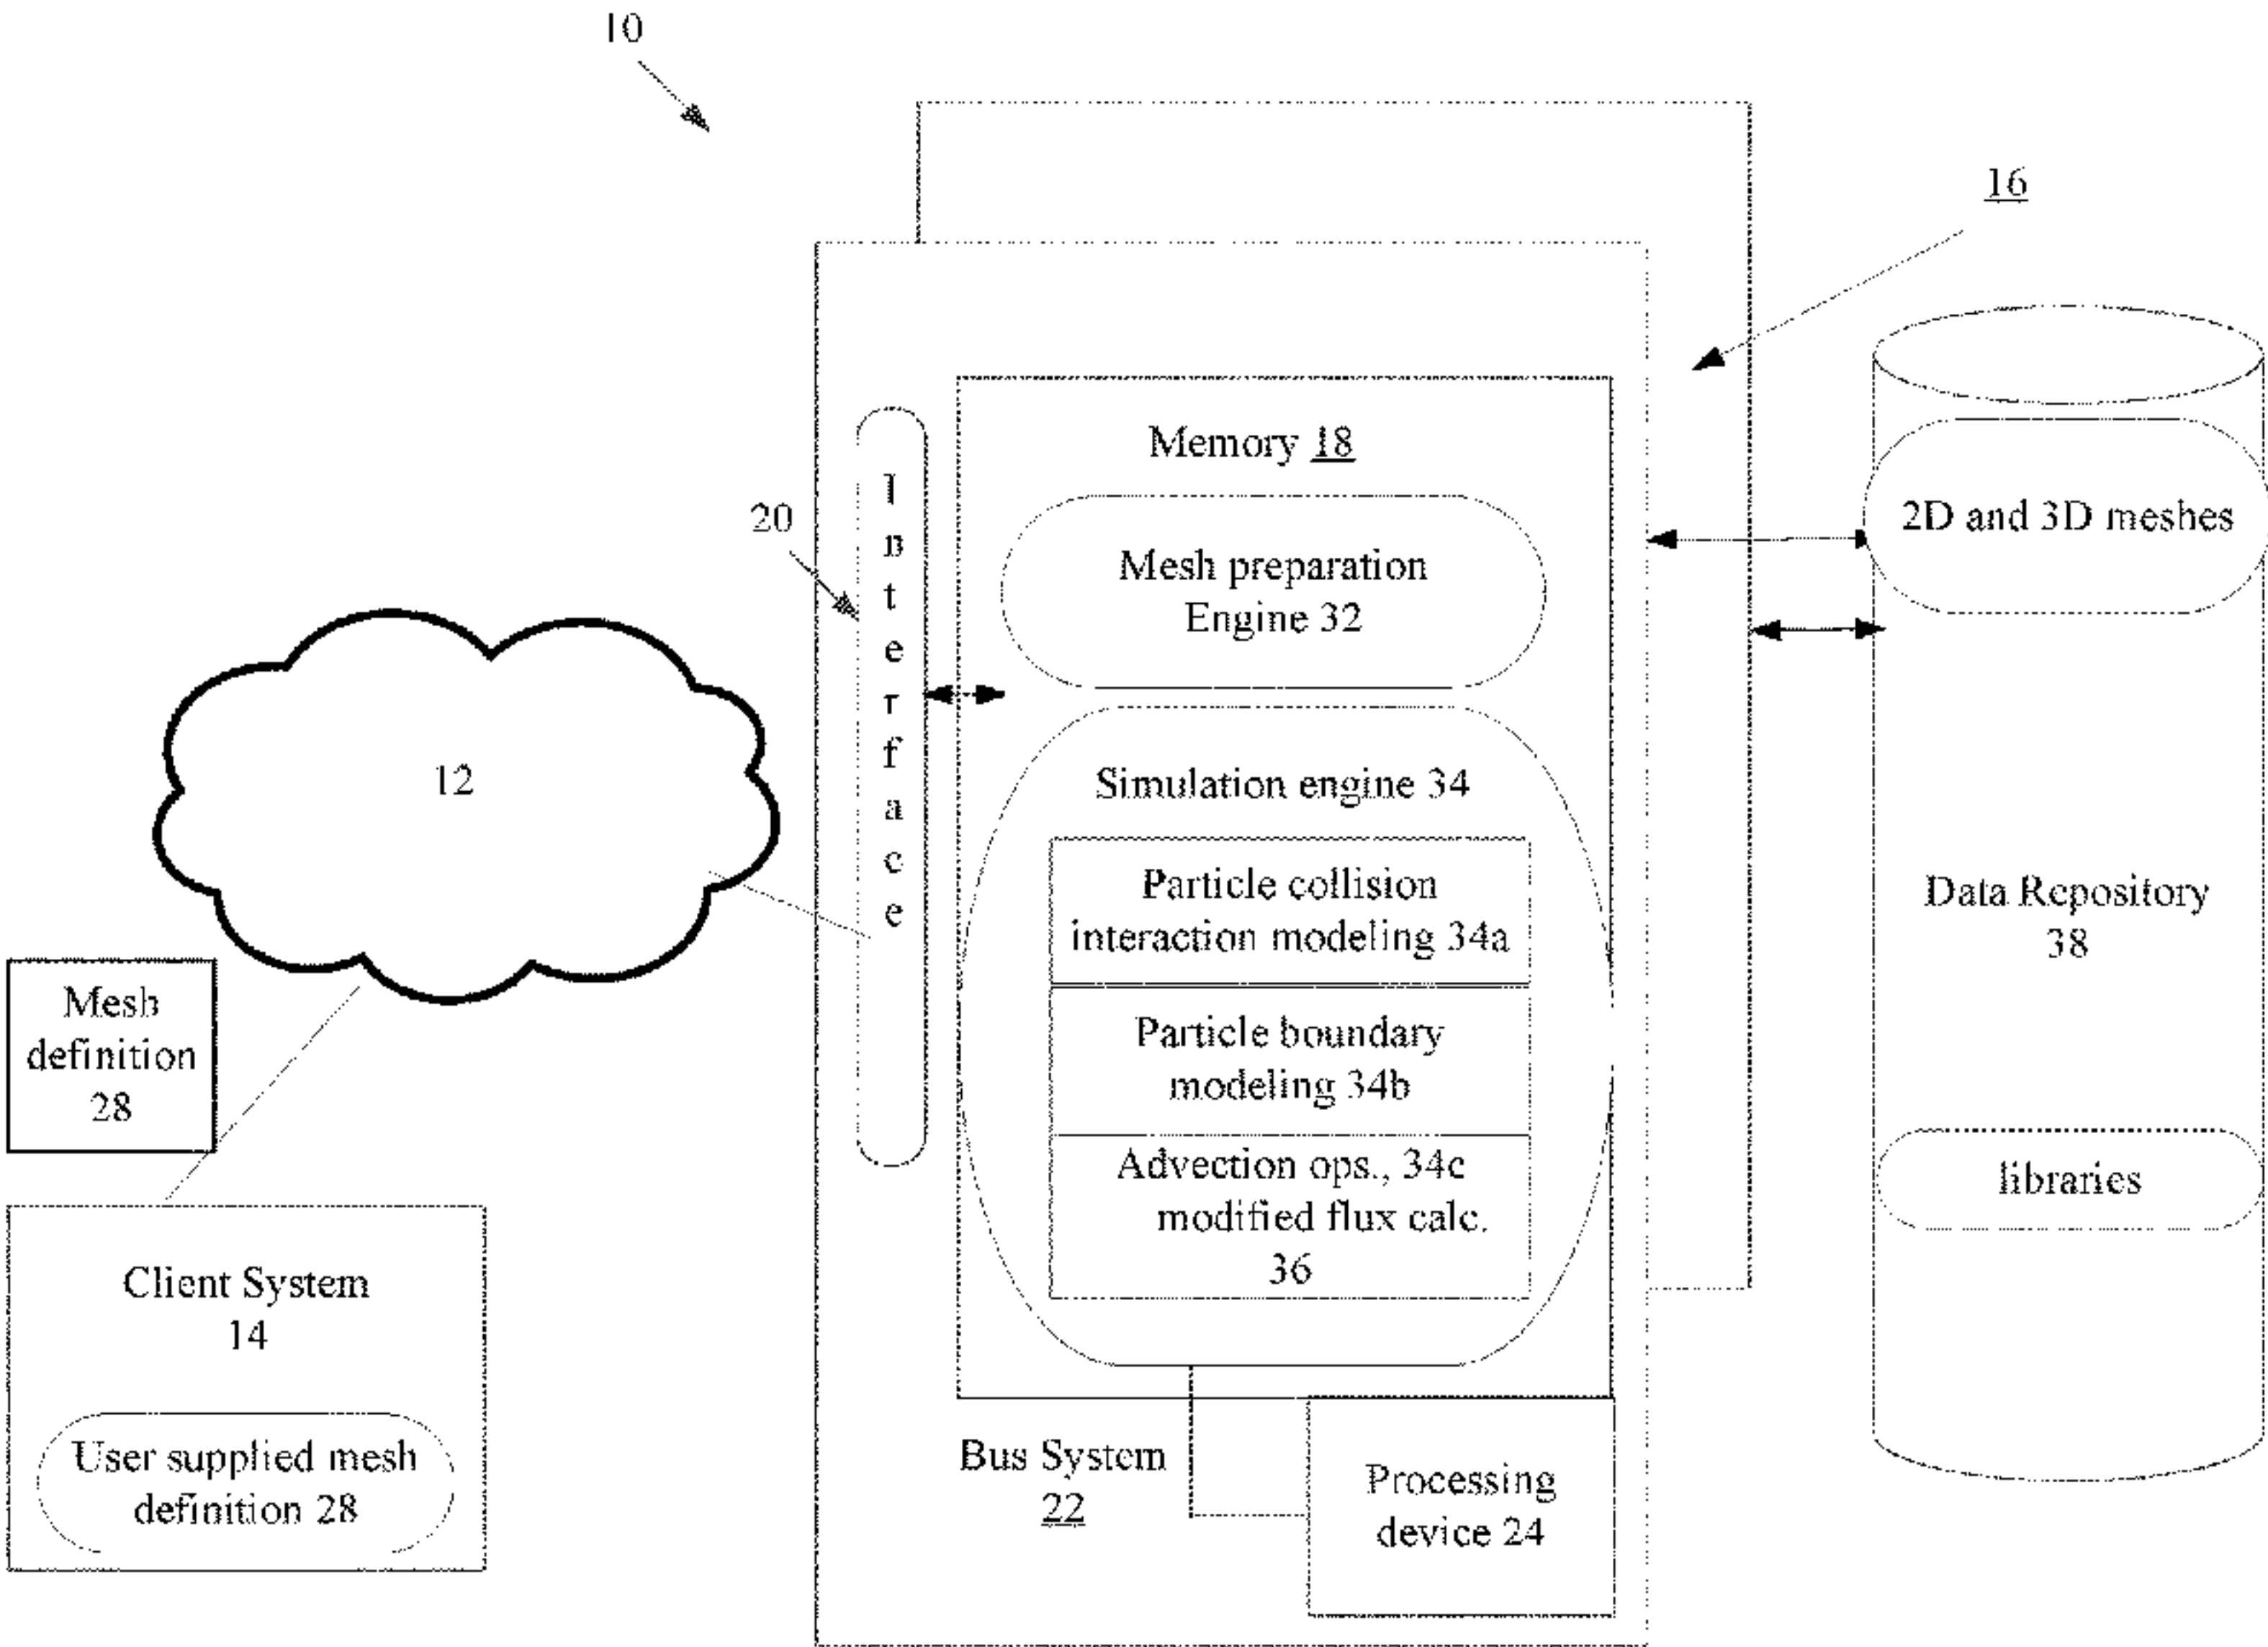 10
16
Memory 18
20
Interface
Mesh preparation
Engine 32
2D and 3D meshes
12
Simulation engine 34
Particle collision
interaction modeling 34a
Particle boundary
modeling 34b
Advection ops., 34c
modified flux calc.
36
Data Repository
38
libraries
Mesh
definition
28
Client System
14
User supplied mesh
definition 28
Bus System
22
Processing
device 24